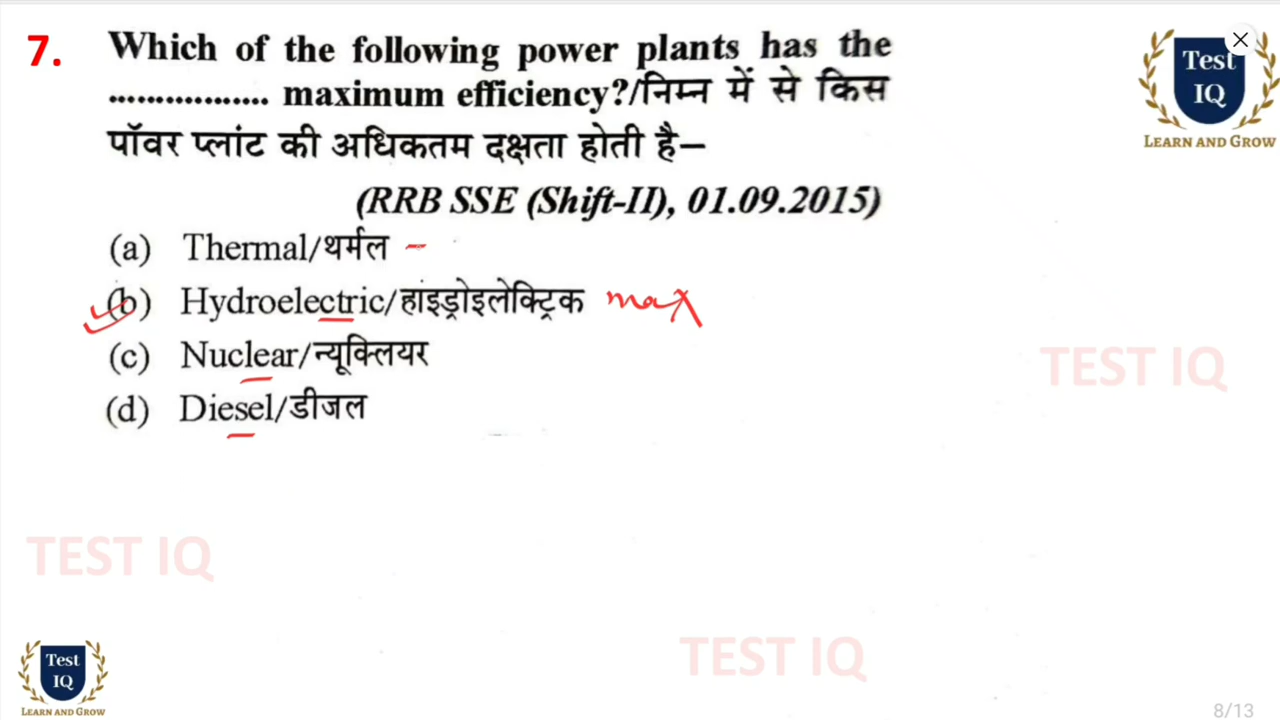 7. Which of the following power plants has the
................. maximum efficiency?/निम्न में से किस
पॉवर प्लांट की अधिकतम दक्षता होती है–
(RRB SSE (Shift-II), 01.09.2015)
(a) Thermal/थर्मल
(b) Hydroelectric/हाइड्रोइलेक्ट्रिक max
(c) Nuclear/न्यूक्लियर
(d) Diesel/डीजल
Test
IQ
LEARN AND GROW
TEST IQ
TEST IQ
TEST IQ
Test
IQ
LEARN AND GROW
8/13